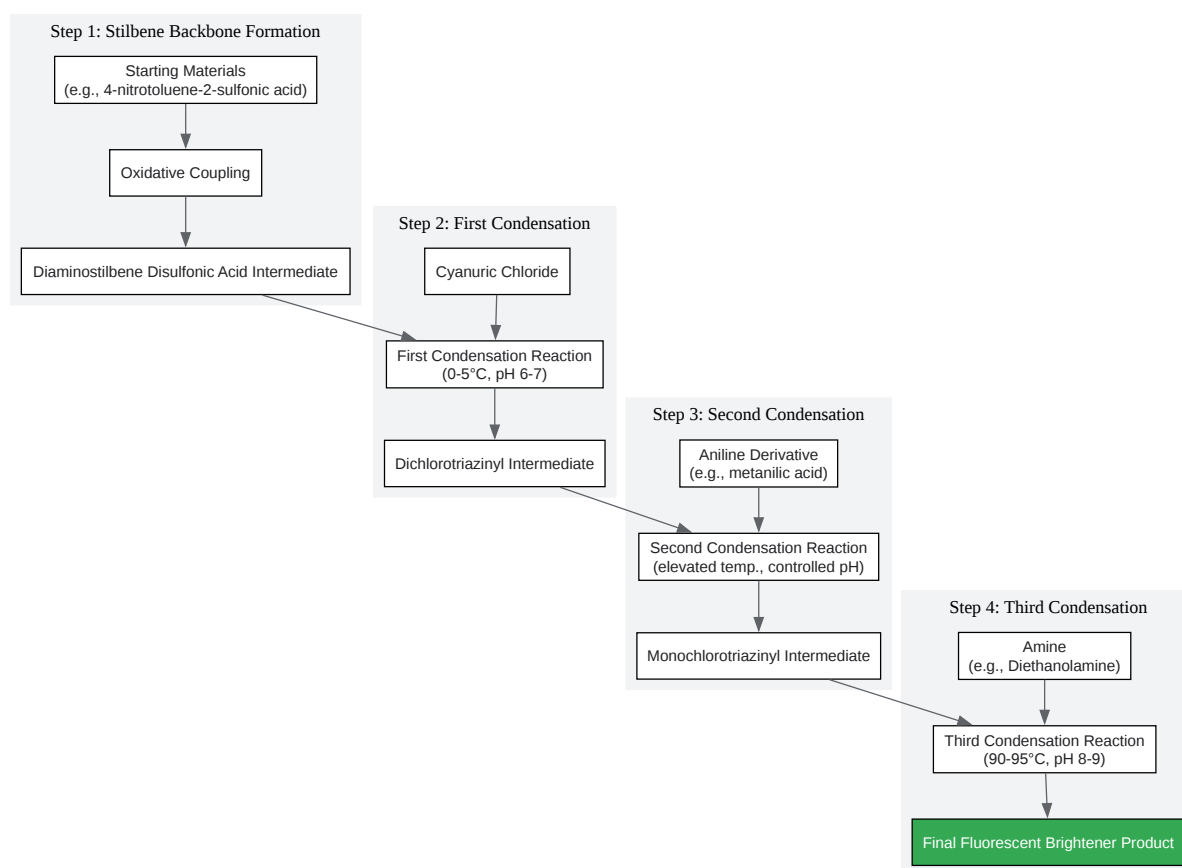 Step 1: Stilbene Backbone Formation
Starting Materials
(e.g., 4-nitrotoluene-2-sulfonic acid)
Oxidative Coupling
Diaminostilbene Disulfonic Acid Intermediate
Step 2: First Condensation
Cyanuric Chloride
First Condensation Reaction
(0-5°C, pH 6-7)
Dichlorotriazinyl Intermediate
Step 3: Second Condensation
Aniline Derivative
(e.g., metanilic acid)
Second Condensation Reaction
(elevated temp., controlled pH)
Monochlorotriazinyl Intermediate
Step 4: Third Condensation
Amine
(e.g., Diethanolamine)
Third Condensation Reaction
(90-95°C, pH 8-9)
Final Fluorescent Brightener Product